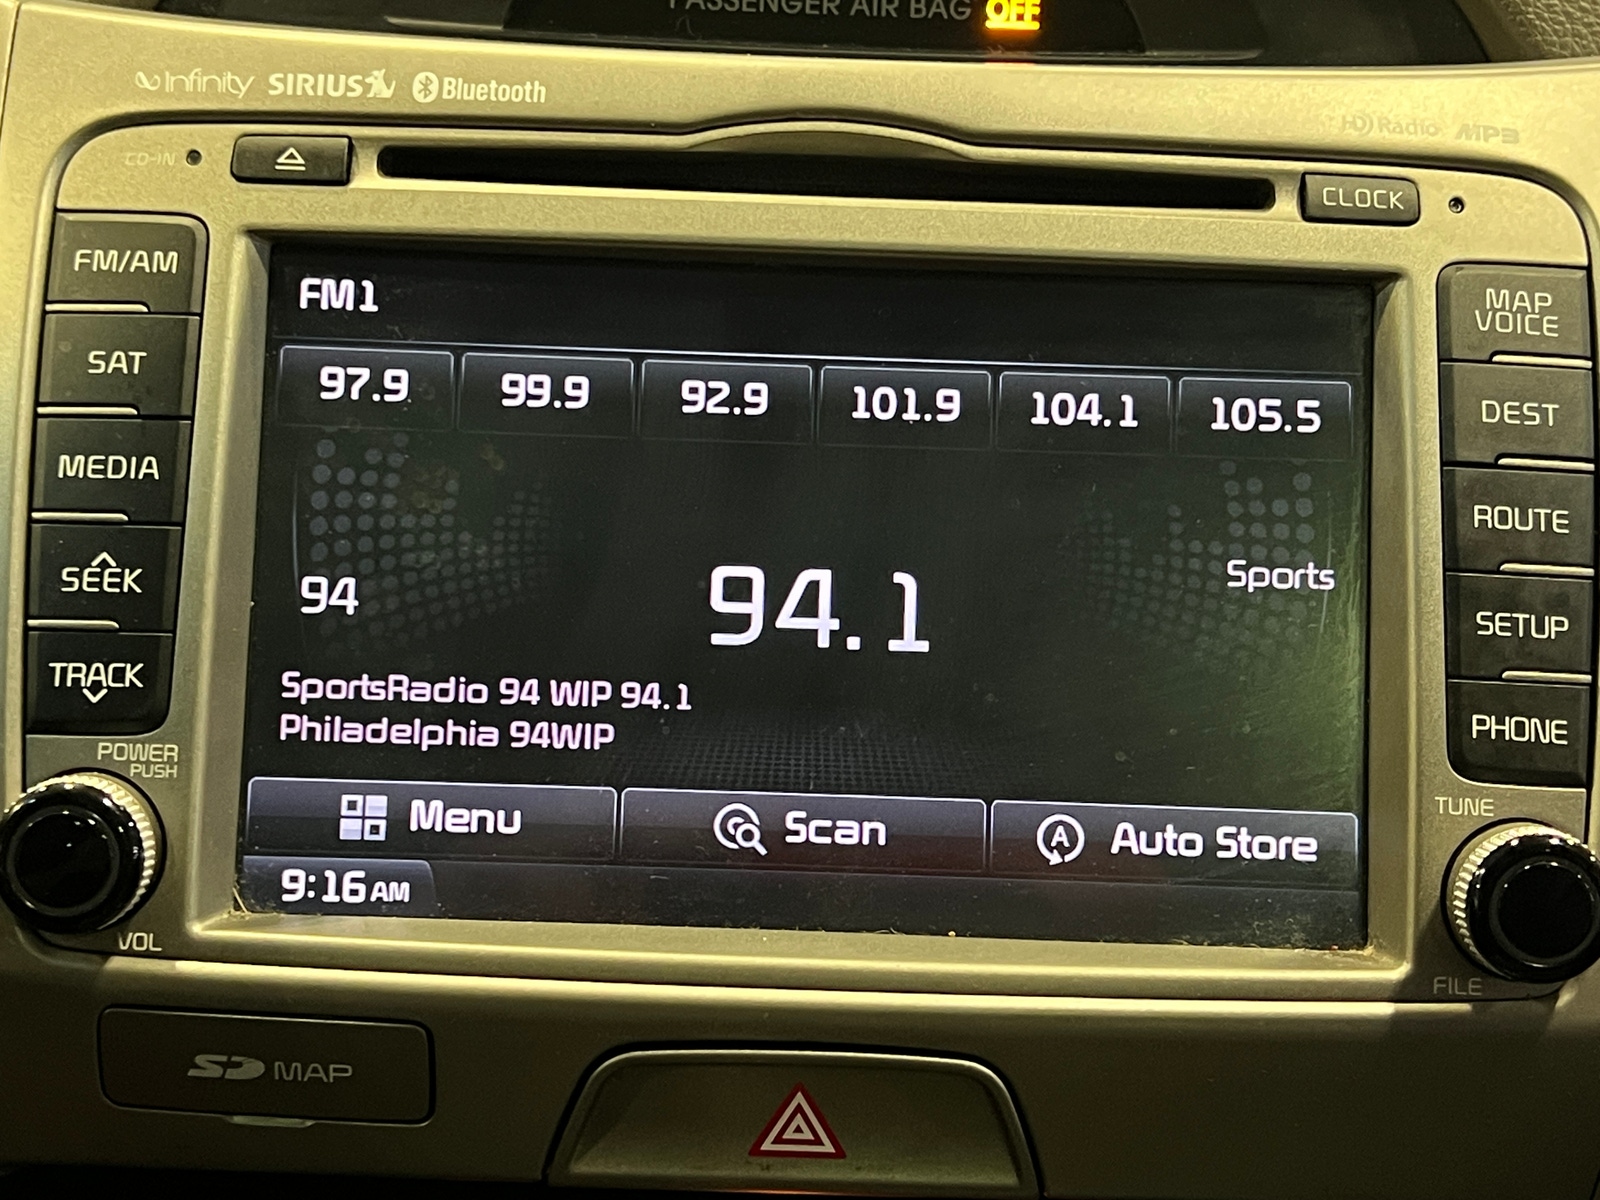 PASSENGER AIR BAG OFF
Infinity SIRIUS Bluetooth
HD Radio MP3
CD-IN
CLOCK
FM/AM
SAT
MEDIA
SEEK
TRACK
POWER
PUSH
VOL
FM1
97.9 99.9 92.9 101.9 104.1 105.5
94 94.1 Sports
SportsRadio 94 WIP 94.1
Philadelphia 94WIP
Menu Scan Auto Store
9:16 AM
MAP
VOICE
DEST
ROUTE
SETUP
PHONE
TUNE
FILE
SD MAP